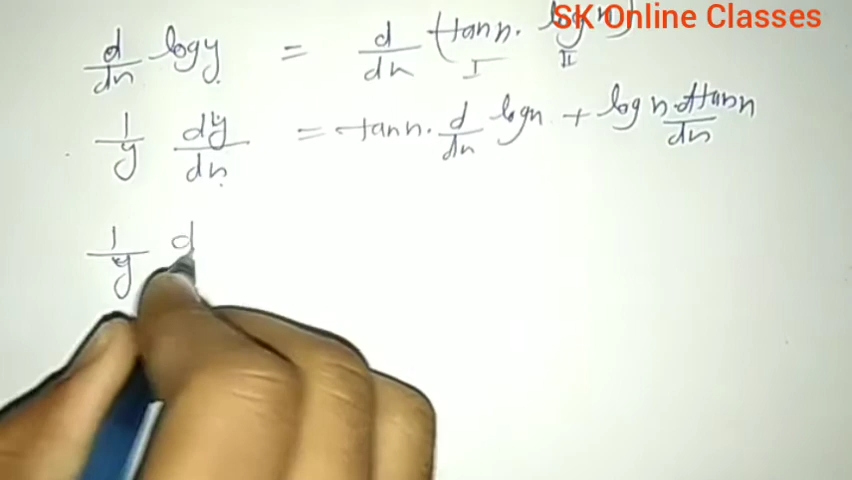 SK Online Classes
d/dx log y = d/dx (tan x . log x)
I II
1/y dy/dx = tan x . d/dx log x + log x . d tan x/dx
1/y d